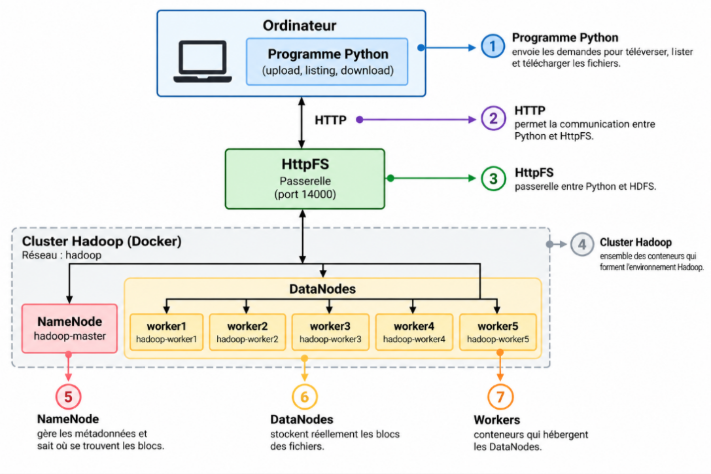 Ordinateur
Programme Python
(upload, listing, download)
1
Programme Python
envoie les demandes pour téléverser, lister
et télécharger les fichiers.
HTTP
2
HTTP
permet la communication entre
Python et HttpFS.
HttpFS
Passerelle
(port 14000)
3
HttpFS
passerelle entre Python et HDFS.
Cluster Hadoop (Docker)
Réseau : hadoop
4
Cluster Hadoop
ensemble des conteneurs qui
forment l'environnement Hadoop.
DataNodes
NameNode
hadoop-master
worker1
hadoop-worker1
worker2
hadoop-worker2
worker3
hadoop-worker3
worker4
hadoop-worker4
worker5
hadoop-worker5
5
NameNode
gère les métadonnées et
sait où se trouvent les blocs.
6
DataNodes
stockent réellement les blocs
des fichiers.
7
Workers
conteneurs qui hébergent
les DataNodes.